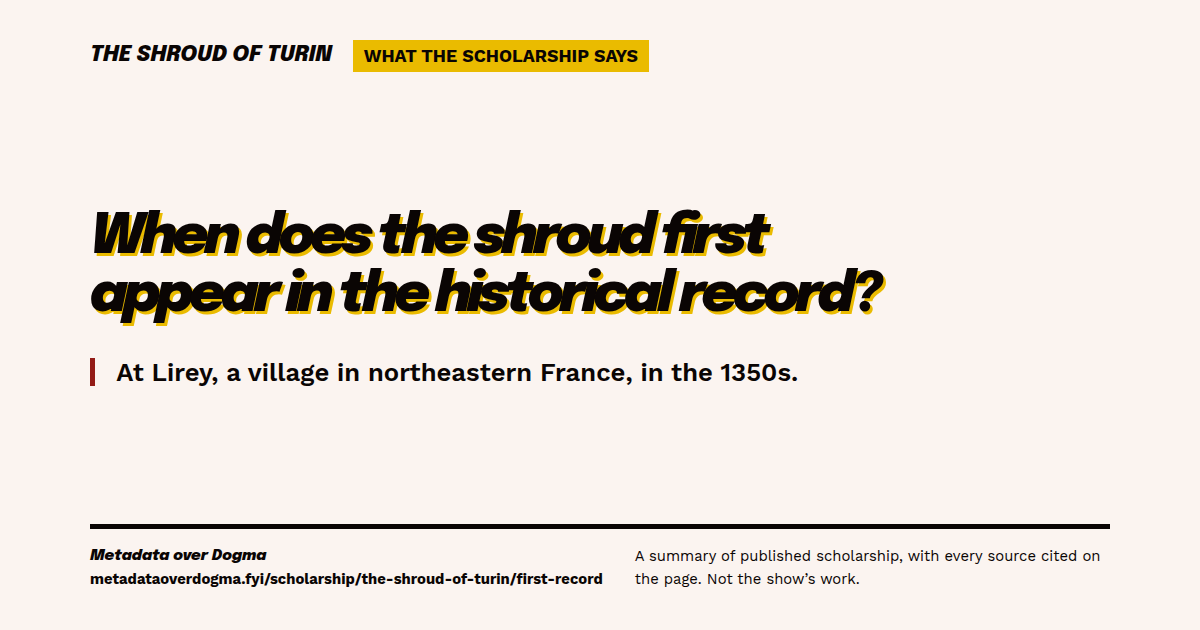 THE SHROUD OF TURIN
WHAT THE SCHOLARSHIP SAYS
When does the shroud first
appear in the historical record?
At Lirey, a village in northeastern France, in the 1350s.
Metadata over Dogma
metadataoverdogma.fyi/scholarship/the-shroud-of-turin/first-record
A summary of published scholarship, with every source cited on
the page. Not the show’s work.